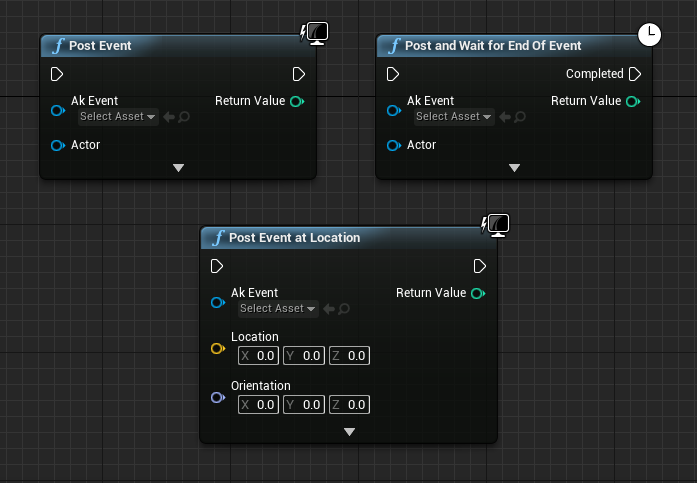 Post Event
Ak Event
Return Value
Select Asset
Actor
Post and Wait for End Of Event
Completed
Ak Event
Return Value
Select Asset
Actor
Post Event at Location
Ak Event
Return Value
Select Asset
Location
X 0.0 Y 0.0 Z 0.0
Orientation
X 0.0 Y 0.0 Z 0.0